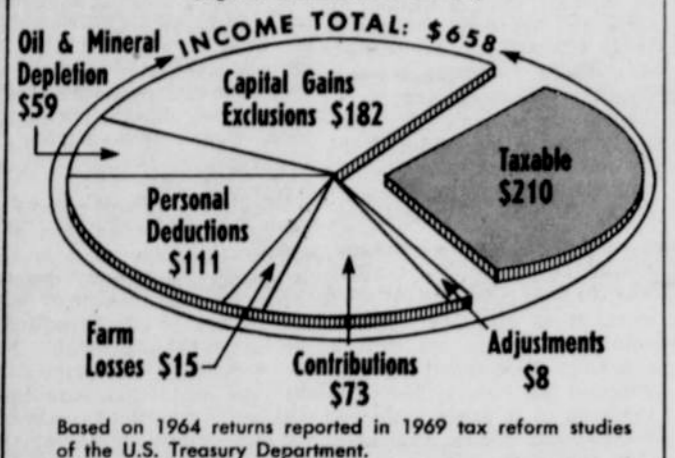 INCOME TOTAL: $658
Oil & Mineral
Depletion
$59
Capital Gains
Exclusions $182
Taxable
$210
Personal
Deductions
$111
Farm
Losses $15
Contributions
$73
Adjustments
$8
Based on 1964 returns reported in 1969 tax reform studies
of the U.S. Treasury Department.